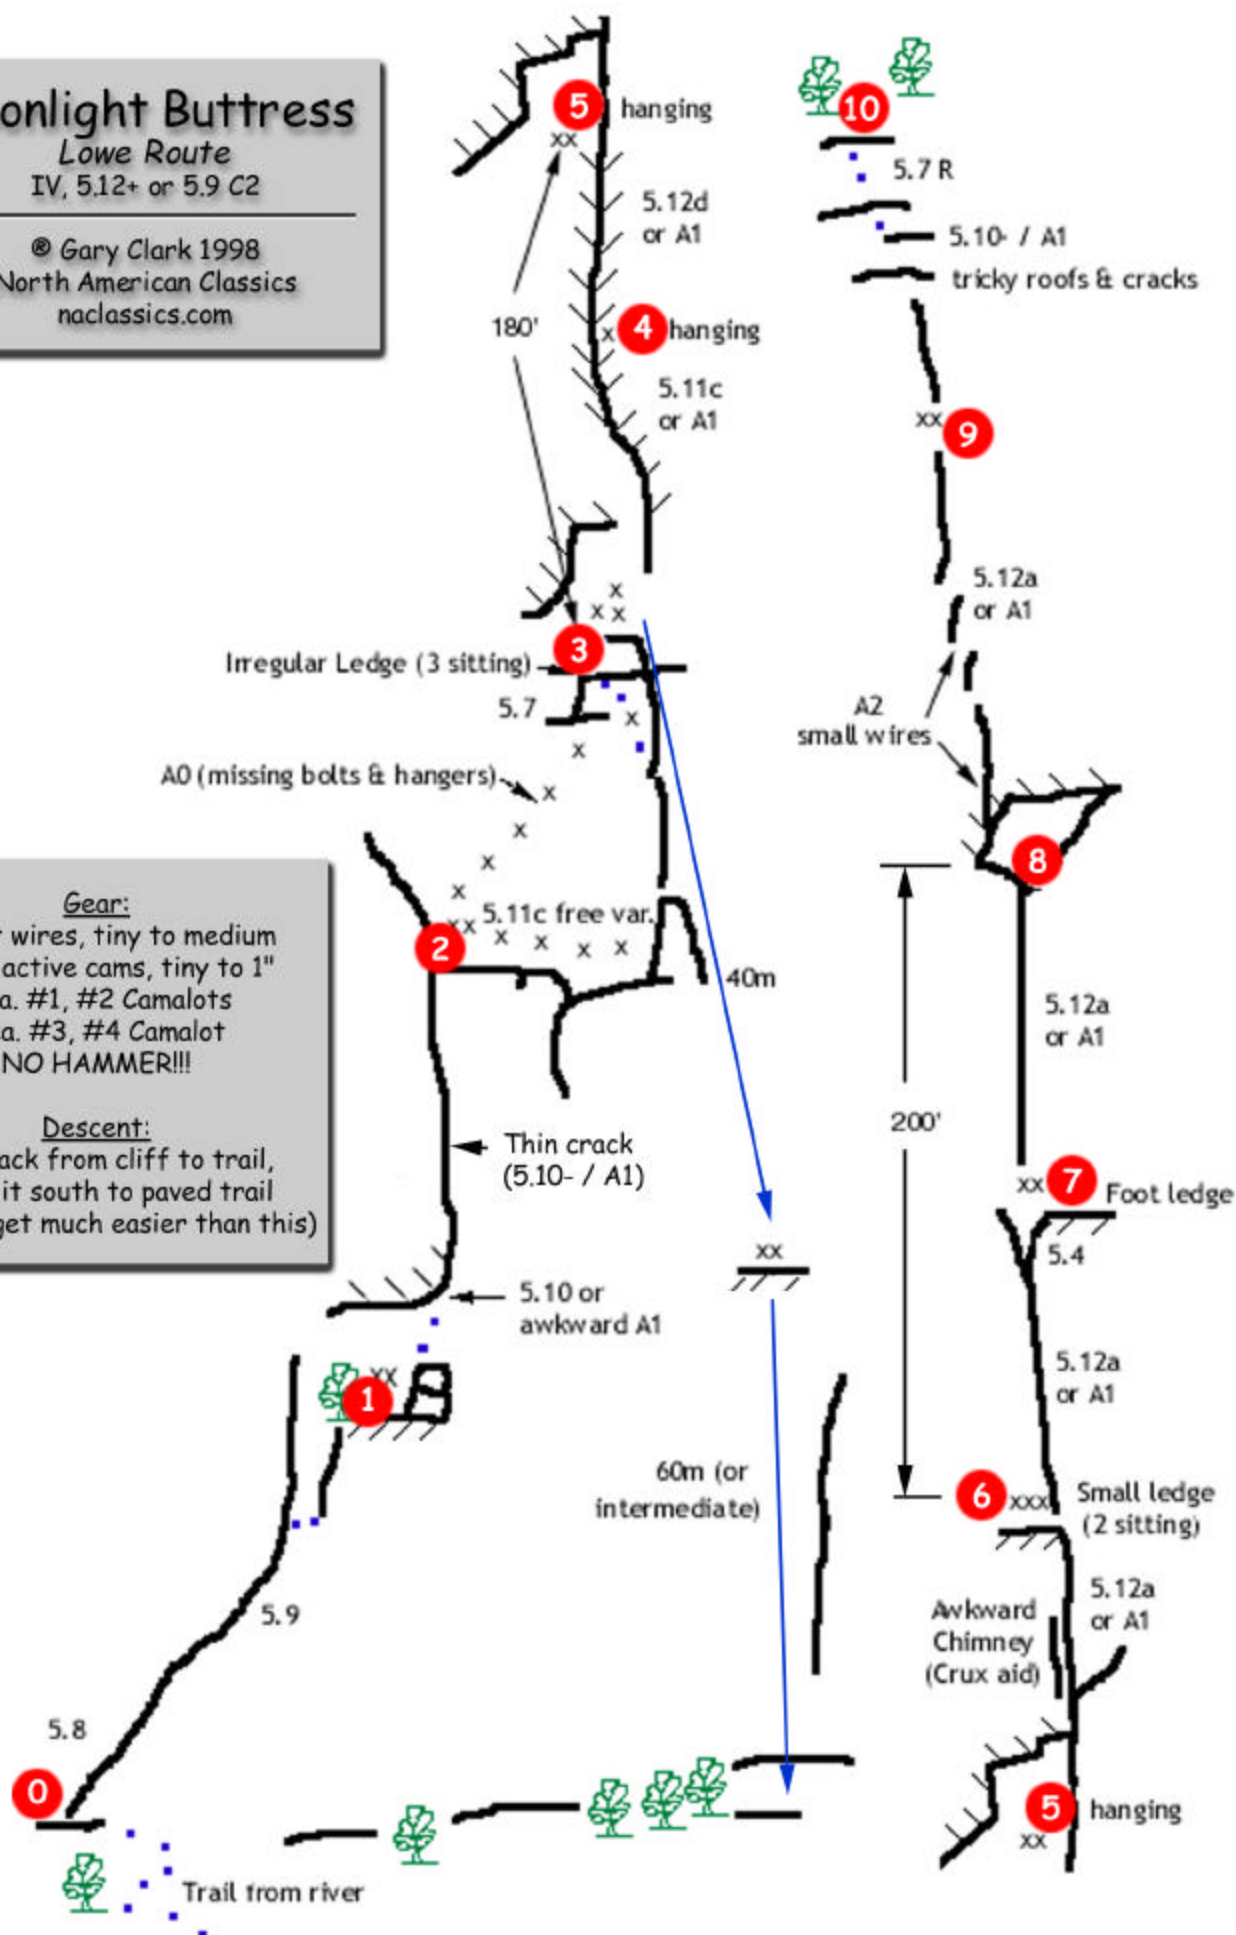 onlight Buttress
Lowe Route
IV, 5.12+ or 5.9 C2
® Gary Clark 1998
North American Classics
naclassics.com
5
hanging
xx
5.12d
or A1
180'
x
4
hanging
5.11c
or A1
x
x x
3
Irregular Ledge (3 sitting)
5.7
x
x
A0 (missing bolts & hangers)
x
x
x
x
xx
5.11c free var.
2
x x x x
40m
Gear:
wires, tiny to medium
active cams, tiny to 1"
a. #1, #2 Camalots
a. #3, #4 Camalot
NO HAMMER!!!
Descent:
ack from cliff to trail,
it south to paved trail
get much easier than this)
Thin crack
(5.10- / A1)
xx
5.10 or
awkward A1
xx
1
60m (or
intermediate)
5.9
5.8
0
Trail from river
10
5.7 R
5.10- / A1
tricky roofs & cracks
xx
9
5.12a
or A1
A2
small wires
8
5.12a
or A1
200'
xx
7
Foot ledge
5.4
5.12a
or A1
6
xxx
Small ledge
(2 sitting)
5.12a
or A1
Awkward
Chimney
(Crux aid)
5
hanging
xx